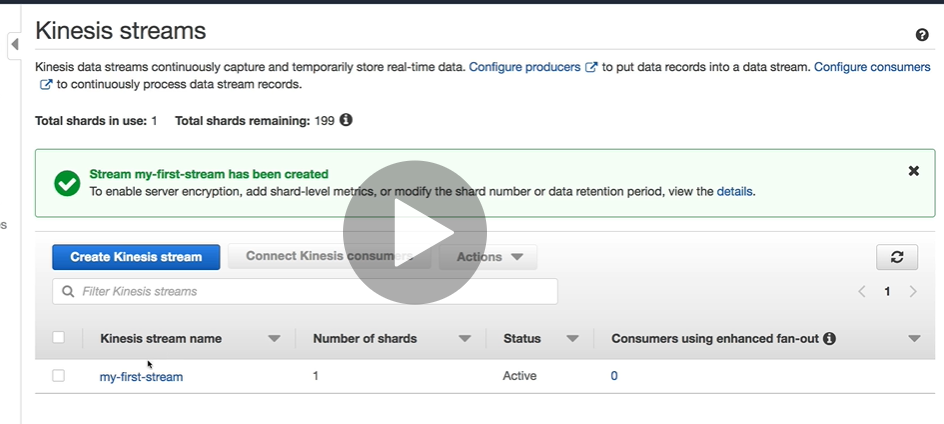 Kinesis streams
Kinesis data streams continuously capture and temporarily store real-time data. Configure producers to put data records into a data stream. Configure consumers
to continuously process data stream records.
Total shards in use: 1 Total shards remaining: 199
Stream my-first-stream has been created
To enable server encryption, add shard-level metrics, or modify the shard number or data retention period, view the details.
s
Create Kinesis stream Connect Kinesis consumers Actions
Filter Kinesis streams
1
Kinesis stream name Number of shards Status Consumers using enhanced fan-out
my-first-stream 1 Active 0